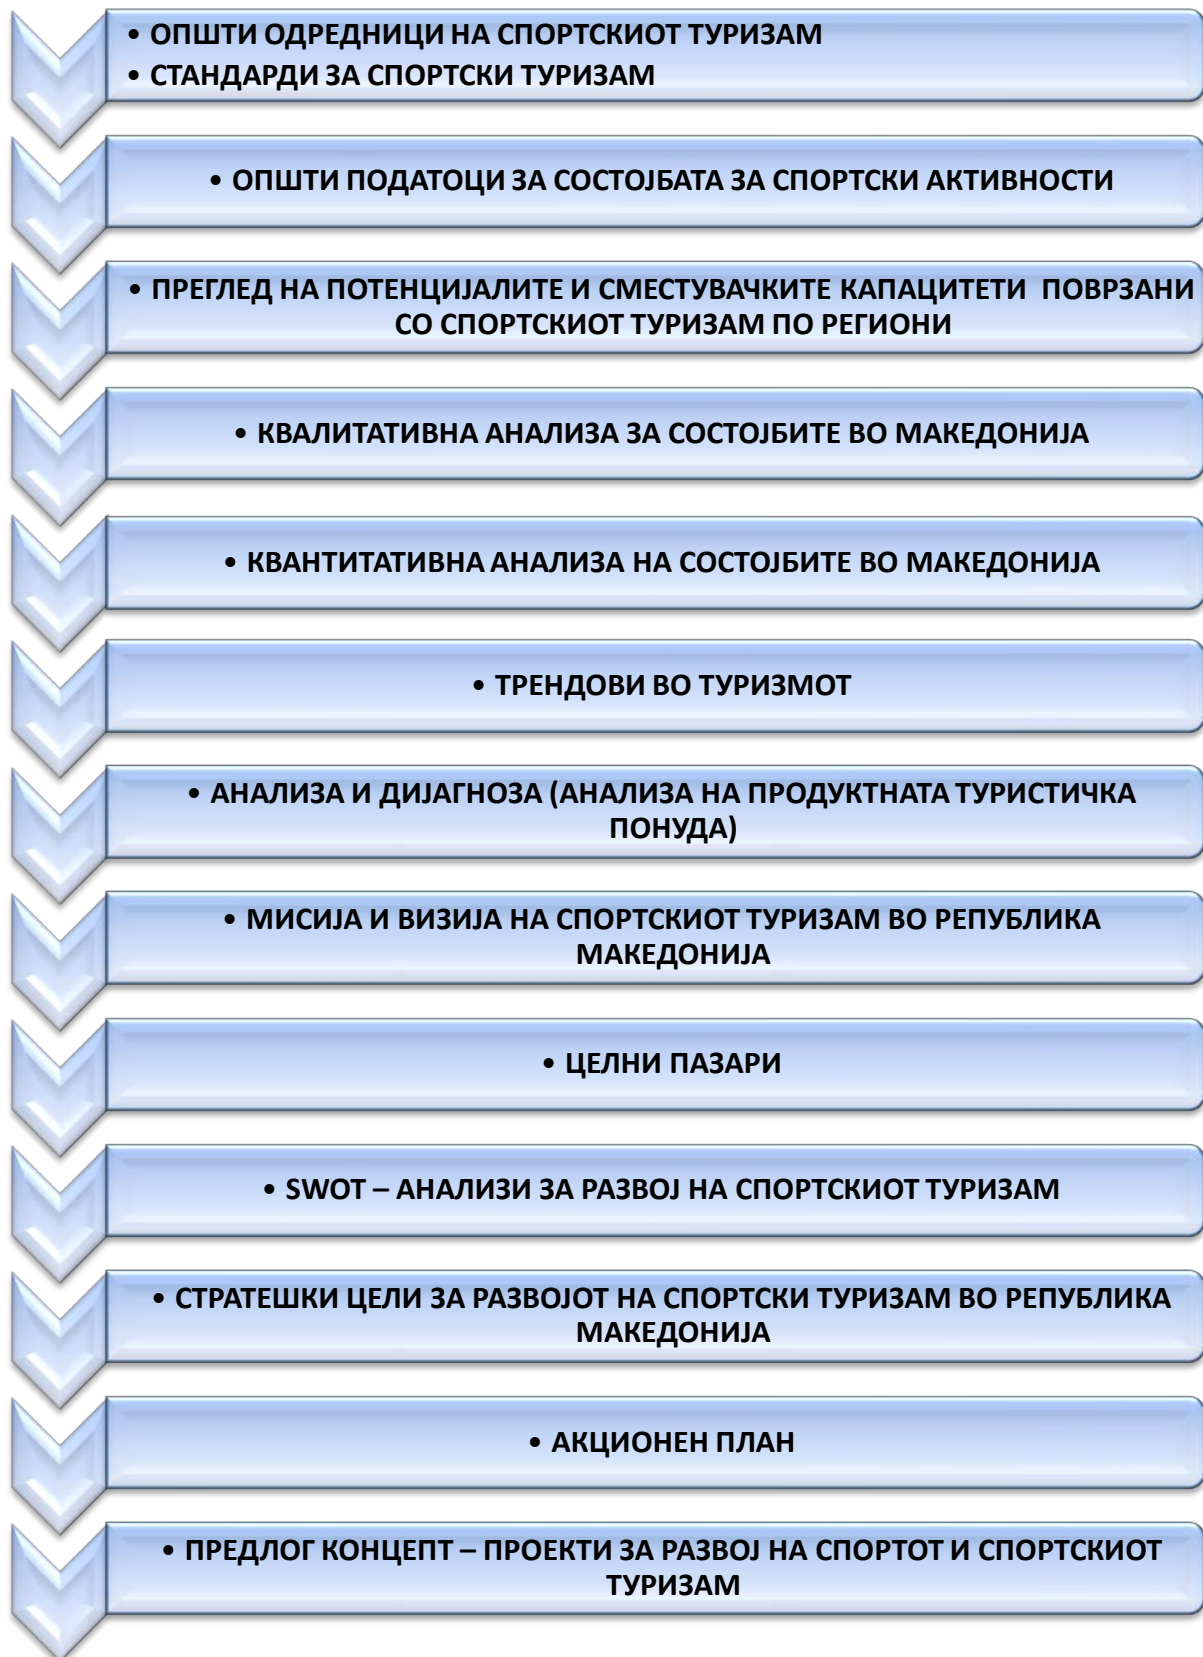 • ОПШТИ ОДРЕДНИЦИ НА СПОРТСКИОТ ТУРИЗАМ
• СТАНДАРДИ ЗА СПОРТСКИ ТУРИЗАМ
• ОПШТИ ПОДАТОЦИ ЗА СОСТОЈБАТА ЗА СПОРТСКИ АКТИВНОСТИ
• ПРЕГЛЕД НА ПОТЕНЦИЈАЛИТЕ И СМЕСТУВАЧКИТЕ КАПАЦИТЕТИ ПОВРЗАНИ
СО СПОРТСКИОТ ТУРИЗАМ ПО РЕГИОНИ
• КВАЛИТАТИВНА АНАЛИЗА ЗА СОСТОЈБИТЕ ВО МАКЕДОНИЈА
• КВАНТИТАТИВНА АНАЛИЗА НА СОСТОЈБИТЕ ВО МАКЕДОНИЈА
• ТРЕНДОВИ ВО ТУРИЗМОТ
• АНАЛИЗА И ДИЈАГНОЗА (АНАЛИЗА НА ПРОДУКТНАТА ТУРИСТИЧКА
ПОНУДА)
• МИСИЈА И ВИЗИЈА НА СПОРТСКИОТ ТУРИЗАМ ВО РЕПУБЛИКА
МАКЕДОНИЈА
• ЦЕЛНИ ПАЗАРИ
• SWOT – АНАЛИЗИ ЗА РАЗВОЈ НА СПОРТСКИОТ ТУРИЗАМ
• СТРАТЕШКИ ЦЕЛИ ЗА РАЗВОЈОТ НА СПОРТСКИ ТУРИЗАМ ВО РЕПУБЛИКА
МАКЕДОНИЈА
• АКЦИОНЕН ПЛАН
• ПРЕДЛОГ КОНЦЕПТ – ПРОЕКТИ ЗА РАЗВОЈ НА СПОРТОТ И СПОРТСКИОТ
ТУРИЗАМ